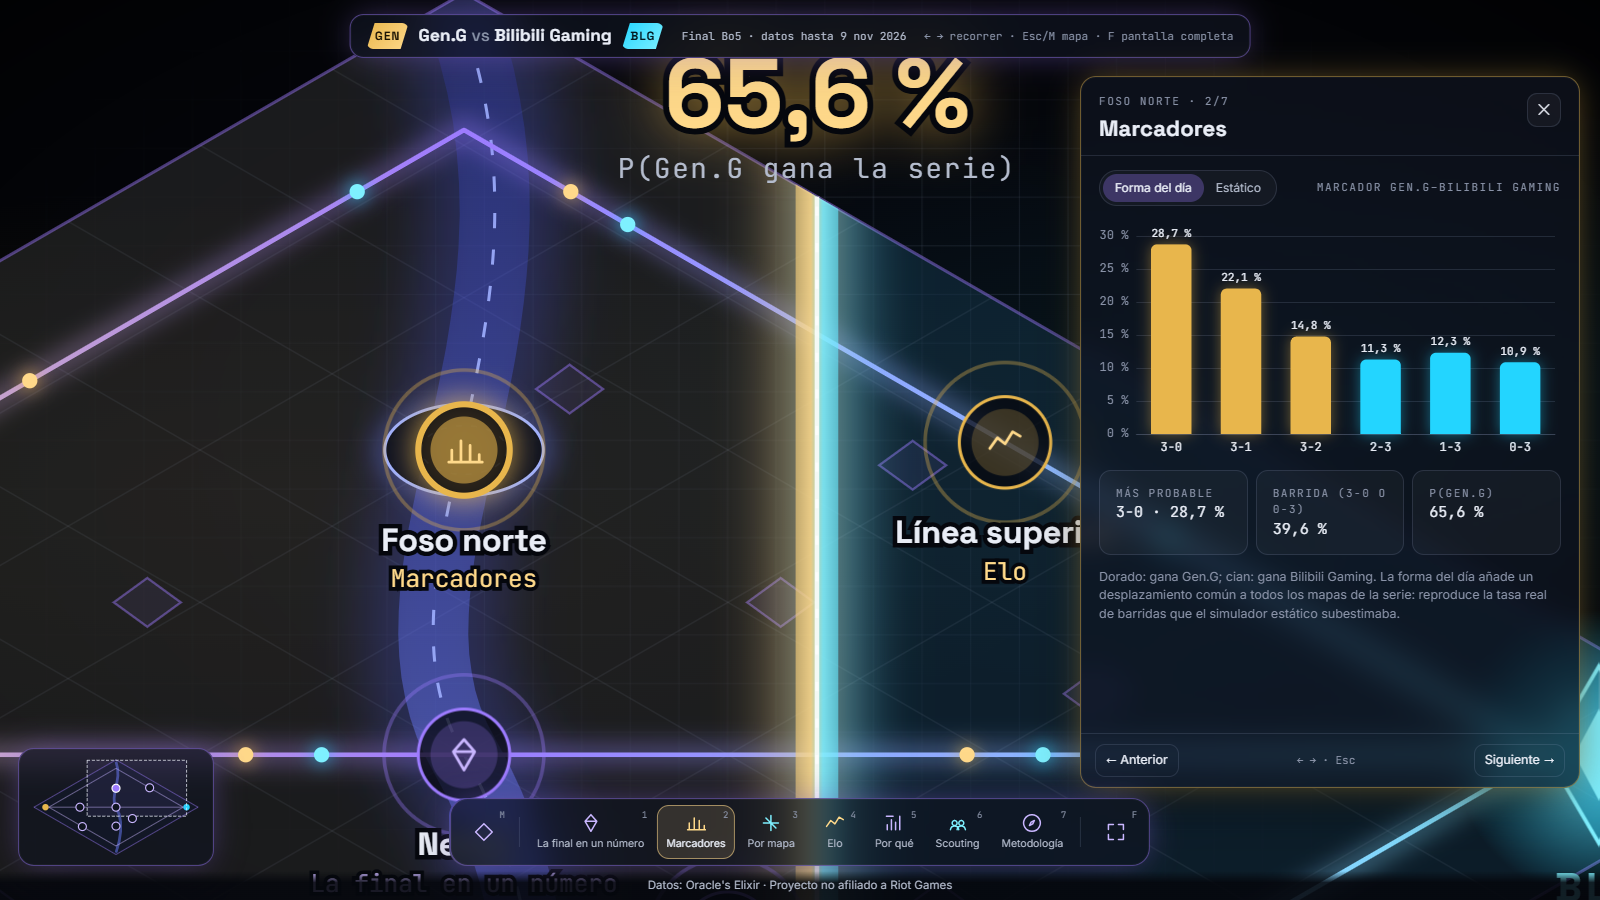 GEN Gen.G vs Bilibili Gaming BLG Final Bo5 · datos hasta 9 nov 2026 ← → recorrer · Esc/M mapa · F pantalla completa
65,6 %
P(Gen.G gana la serie)
Foso norte
Marcadores
Línea superi
Elo
Ne
La final en un número
FOSO NORTE · 2/7
Marcadores
Forma del día Estático MARCADOR GEN.G–BILIBILI GAMING
30 %
25 %
20 %
15 %
10 %
5 %
0 %
28,7 %
22,1 %
14,8 %
11,3 %
12,3 %
10,9 %
3-0 3-1 3-2 2-3 1-3 0-3
MÁS PROBABLE
3-0 · 28,7 %
BARRIDA (3-0 O
0-3)
39,6 %
P(GEN.G)
65,6 %
Dorado: gana Gen.G; cian: gana Bilibili Gaming. La forma del día añade un
desplazamiento común a todos los mapas de la serie: reproduce la tasa real
de barridas que el simulador estático subestimaba.
← Anterior ← → · Esc Siguiente →
M
La final en un número 1
Marcadores 2
Por mapa 3
Elo 4
Por qué 5
Scouting 6
Metodología 7
F
Datos: Oracle's Elixir · Proyecto no afiliado a Riot Games